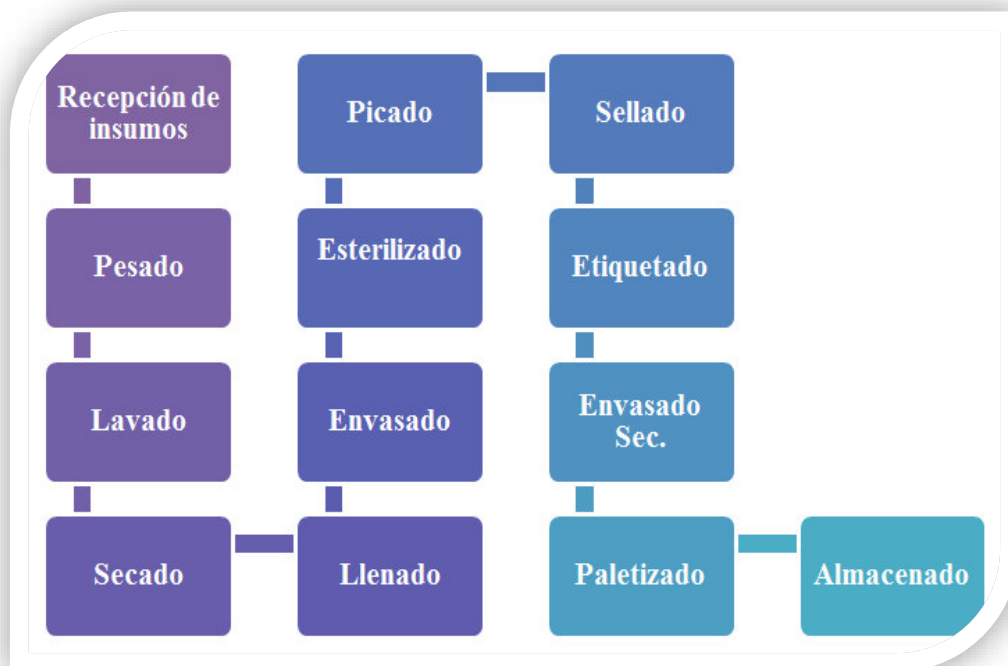 Recepción de
insumos
Pesado
Lavado
Secado
Llenado
Envasado
Esterilizado
Picado
Sellado
Etiquetado
Envasado
Sec.
Paletizado
Almacenado